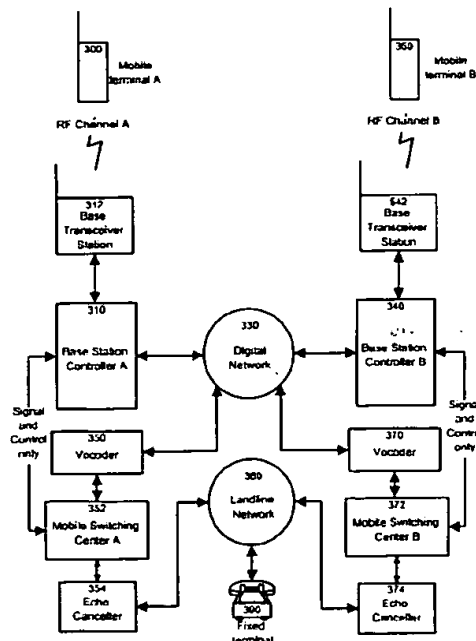 300
Mobile
terminal A
360
Mobile
terminal B
RF Channel A
RF Channel B
312
Base
Transceiver
Station
342
Base
Transceiver
Station
310
Base Station
Controller A
330
Digital
Network
340
Base Station
Controller B
Signal
and
Control
only
Signal
and
Control
only
350
Vocoder
370
Vocoder
380
Landline
Network
352
Mobile Switching
Center A
372
Mobile Switching
Center B
354
Echo
Canceller
374
Echo
Canceller
390
Fixed
terminal